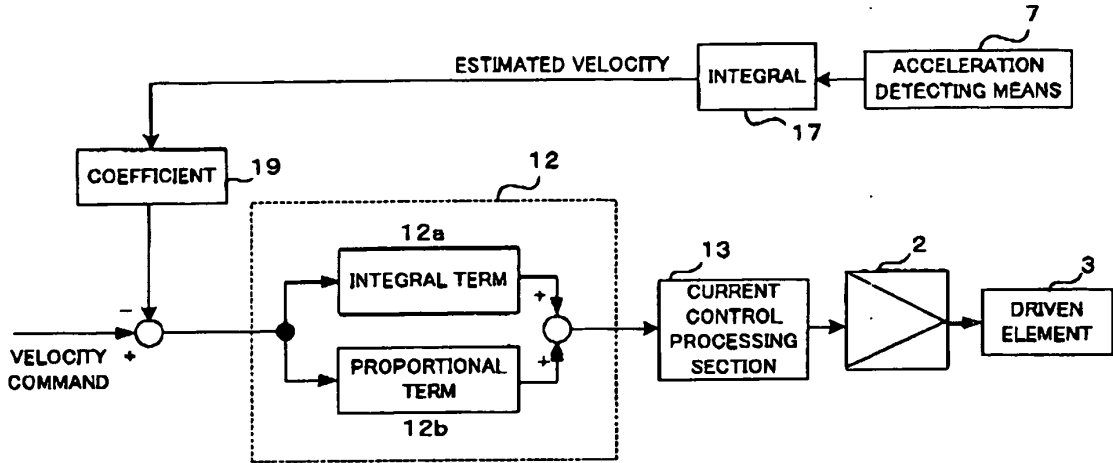 7
ACCELERATION
DETECTING MEANS
INTEGRAL
17
ESTIMATED VELOCITY
COEFFICIENT
19
12
12a
INTEGRAL TERM
PROPORTIONAL
TERM
12b
+
+
−
+
VELOCITY
COMMAND
13
CURRENT
CONTROL
PROCESSING
SECTION
2
3
DRIVEN
ELEMENT